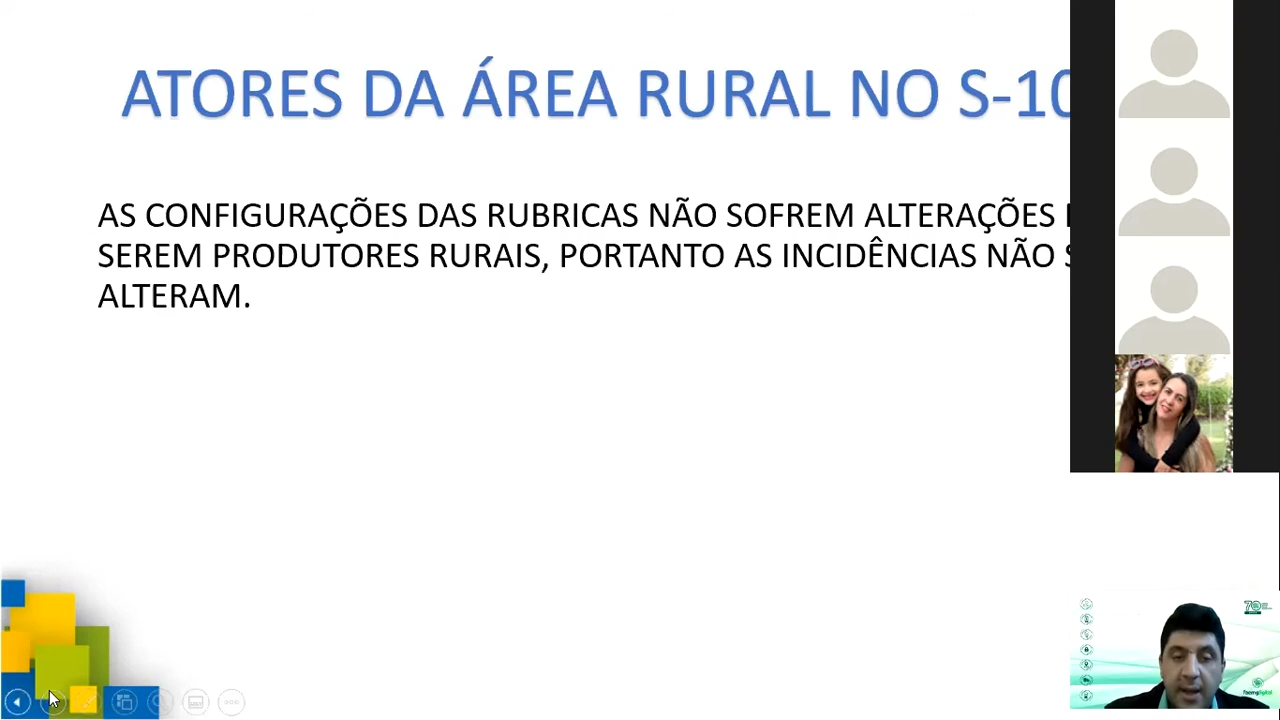 ATORES DA ÁREA RURAL NO S-10
AS CONFIGURAÇÕES DAS RUBRICAS NÃO SOFREM ALTERAÇÕES
SEREM PRODUTORES RURAIS, PORTANTO AS INCIDÊNCIAS NÃO
ALTERAM.
70